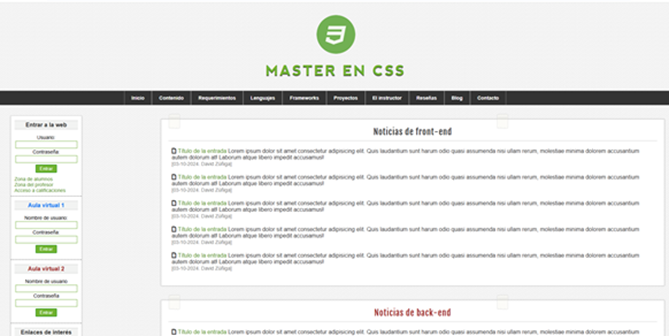 MASTER EN CSS
Inicio Contenido Requerimientos Lenguajes Frameworks Proyectos El instructor Reseñas Blog Contacto
Entrar a la web
Usuario
Contraseña
Entrar
Zona de alumnos
Zona del profesor
Acceso a calificaciones
Aula virtual 1
Nombre de usuario
Contraseña
Entrar
Aula virtual 2
Nombre de usuario
Contraseña
Entrar
Enlaces de interés
Noticias de front-end
Título de la entrada Lorem ipsum dolor sit amet consectetur adipisicing elit. Quis laudantium sunt harum odio quasi assumenda nisi ullam rerum, molestiae minima dolorem accusantium
autem dolorum alt! Laborum atque libero impedit accusamus!
[03-10-2024. David Zúñiga]
Título de la entrada Lorem ipsum dolor sit amet consectetur adipisicing elit. Quis laudantium sunt harum odio quasi assumenda nisi ullam rerum, molestiae minima dolorem accusantium
autem dolorum alt! Laborum atque libero impedit accusamus!
[03-10-2024. David Zúñiga]
Título de la entrada Lorem ipsum dolor sit amet consectetur adipisicing elit. Quis laudantium sunt harum odio quasi assumenda nisi ullam rerum, molestiae minima dolorem accusantium
autem dolorum alt! Laborum atque libero impedit accusamus!
[03-10-2024. David Zúñiga]
Título de la entrada Lorem ipsum dolor sit amet consectetur adipisicing elit. Quis laudantium sunt harum odio quasi assumenda nisi ullam rerum, molestiae minima dolorem accusantium
autem dolorum alt! Laborum atque libero impedit accusamus!
[03-10-2024. David Zúñiga]
Título de la entrada Lorem ipsum dolor sit amet consectetur adipisicing elit. Quis laudantium sunt harum odio quasi assumenda nisi ullam rerum, molestiae minima dolorem accusantium
autem dolorum alt! Laborum atque libero impedit accusamus!
[03-10-2024. David Zúñiga]
Noticias de back-end
Título de la entrada Lorem ipsum dolor sit amet consectetur adipisicing elit. Quis laudantium sunt harum odio quasi assumenda nisi ullam rerum, molestiae minima dolorem accusantium